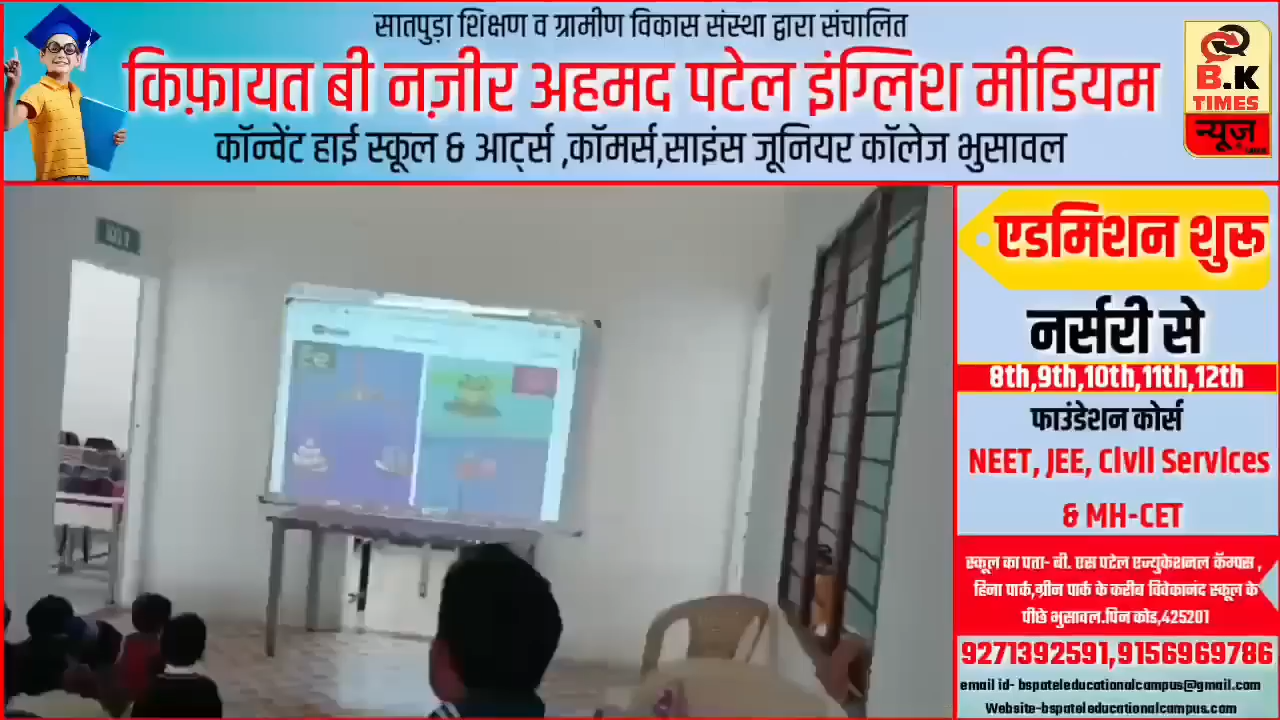 सातपुड़ा शिक्षण व ग्रामीण विकास संस्था द्वारा संचालित
किफ़ायत बी नज़ीर अहमद पटेल इंग्लिश मीडियम
कॉन्वेंट हाई स्कूल & आर्ट्स ,कॉमर्स,साइंस जूनियर कॉलेज भुसावल
B.K
TIMES
न्यूज़
एडमिशन शुरू
नर्सरी से
8th,9th,10th,11th,12th
फाउंडेशन कोर्स
NEET, JEE, Civil Services
& MH-CET
स्कूल का पता- बी. एस पटेल एज्युकेशनल कॅम्पस ,
हिना पार्क,ग्रीन पार्क के करीब विवेकानंद स्कूल के
पीछे भुसावल.पिन कोड,425201
9271392591,9156969786
email id- bspateleducationalcampus@gmail.com
Website-bspateleducationalcampus.com